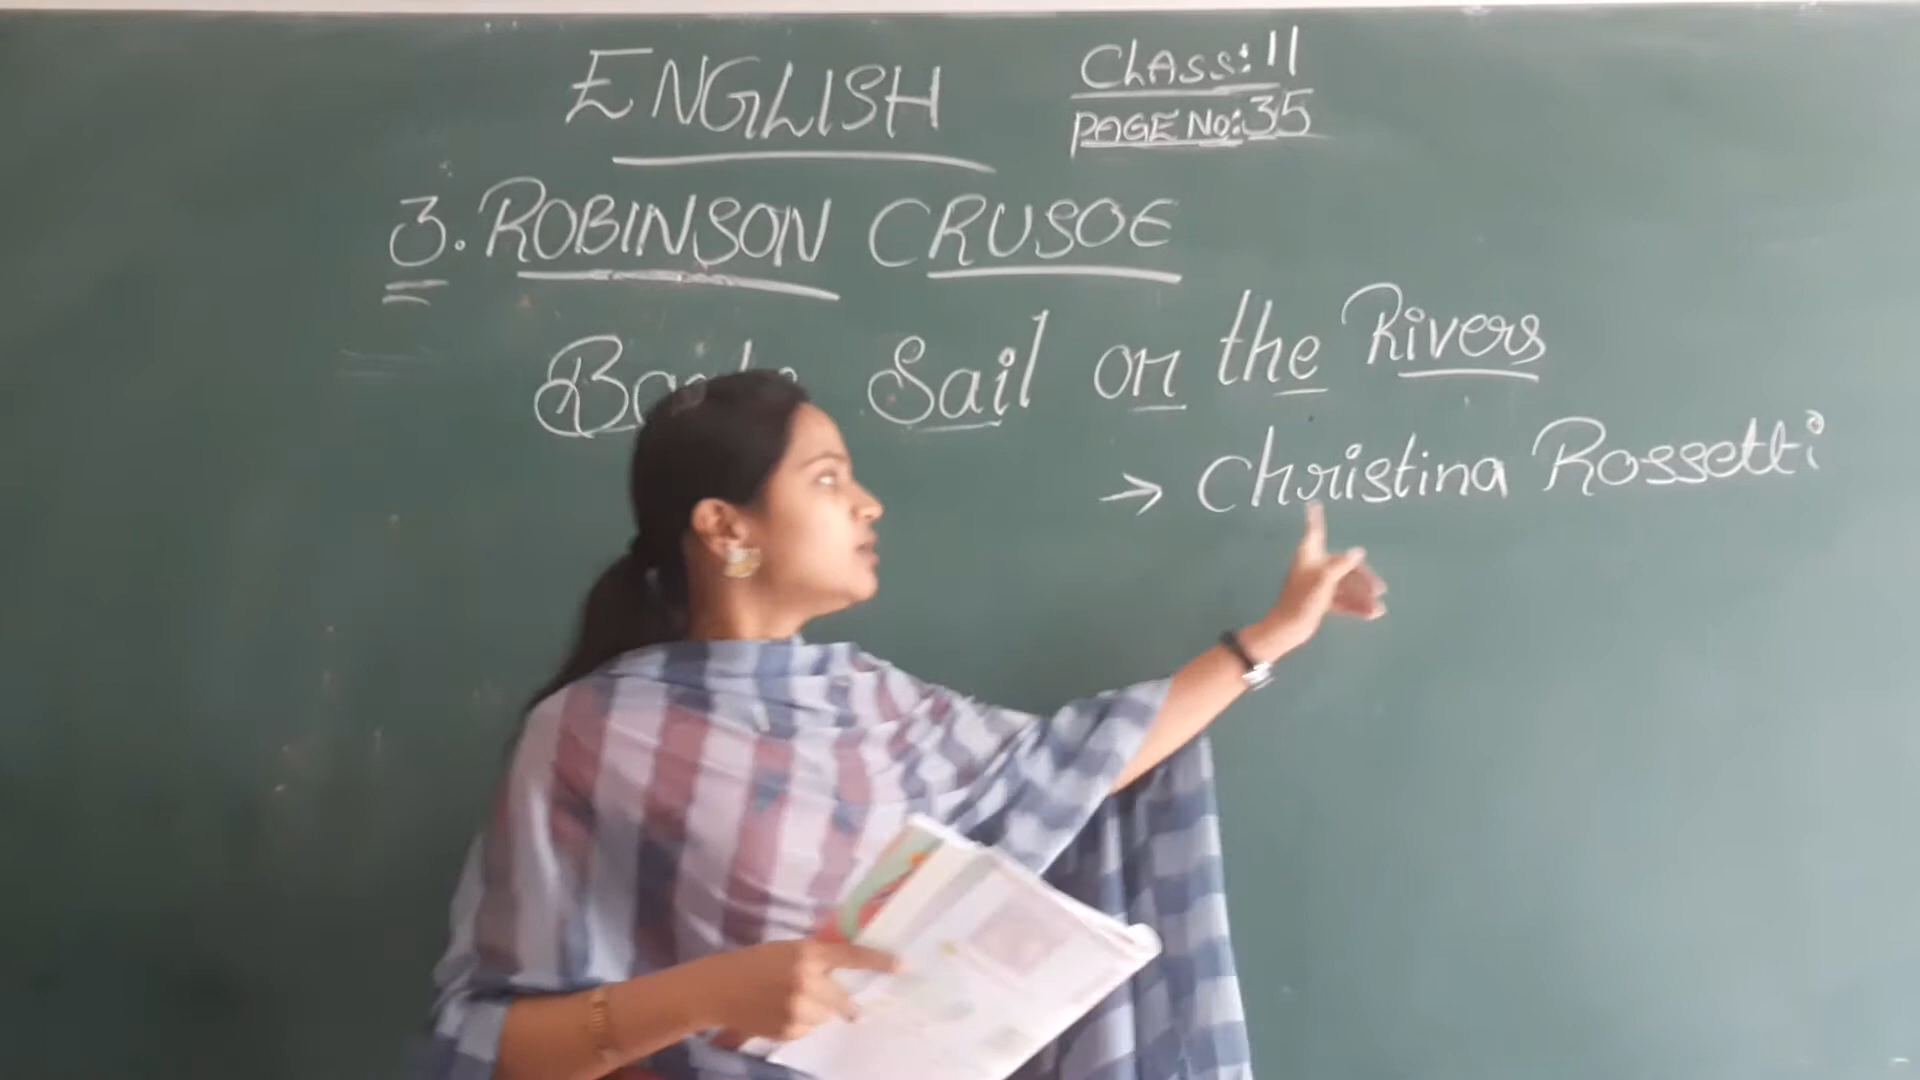 ENGLISH
CLASS: 11
PAGE NO: 35
3. ROBINSON CRUSOE
Sail on the Rivers
→ Christina Rossetti